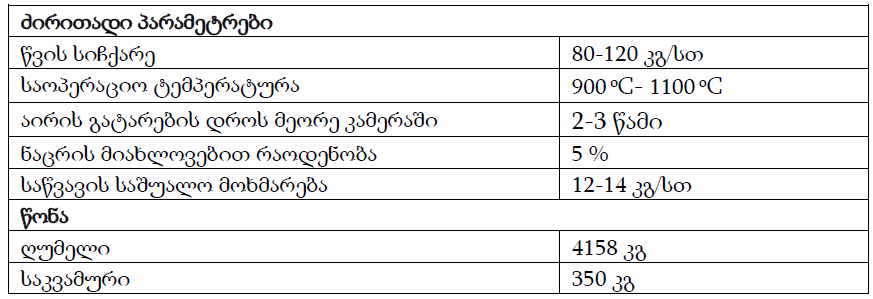 ძირითადი პარამეტრები
წვის სიჩქარე 80-120 კგ/სთ
საოპერაციო ტემპერატურა 900 ºC- 1100 ºC
აირის გატარების დროს მეორე კამერაში 2-3 წამი
ნაცრის მიახლოვებით რაოდენობა 5 %
საწვავის საშუალო მოხმარება 12-14 კგ/სთ
წონა
ღუმელი 4158 კგ
საკვამური 350 კგ